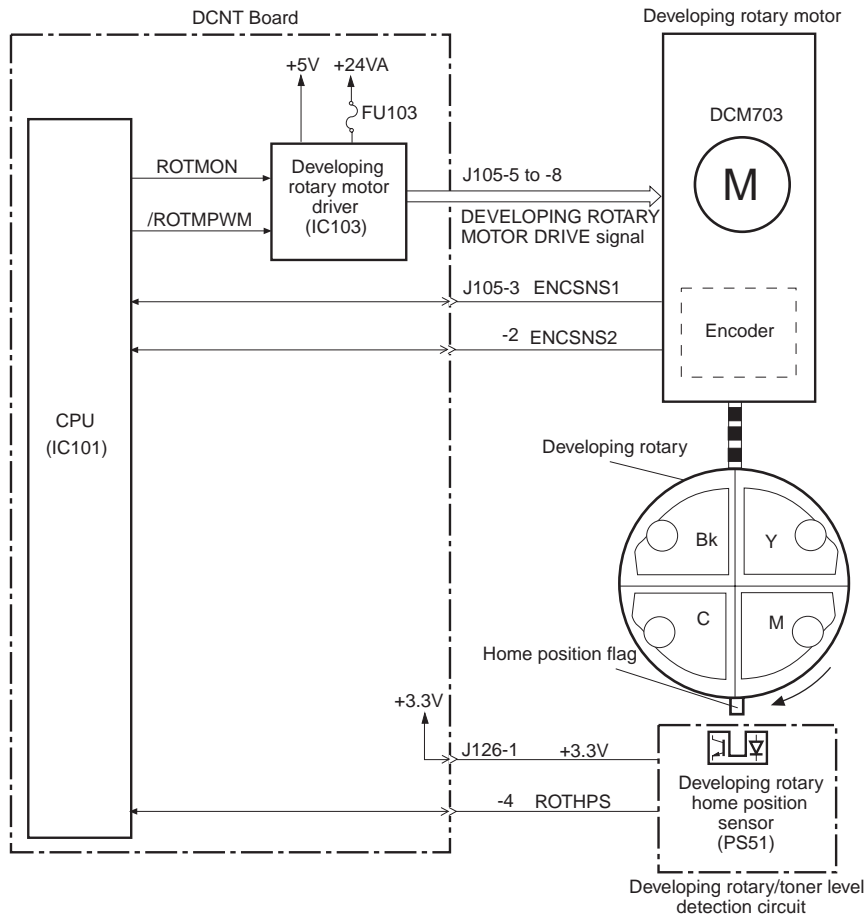 DCNT Board
Developing rotary motor
+5V
+24VA
FU103
DCM703
M
ROTMON
/ROTMPWM
Developing
rotary motor
driver
(IC103)
J105-5 to -8
DEVELOPING ROTARY
MOTOR DRIVE signal
J105-3
ENCSNS1
-2
ENCSNS2
Encoder
CPU
(IC101)
Developing rotary
Bk
Y
C
M
Home position flag
+3.3V
J126-1
+3.3V
-4
ROTHPS
Developing rotary
home position
sensor
(PS51)
Developing rotary/toner level
detection circuit